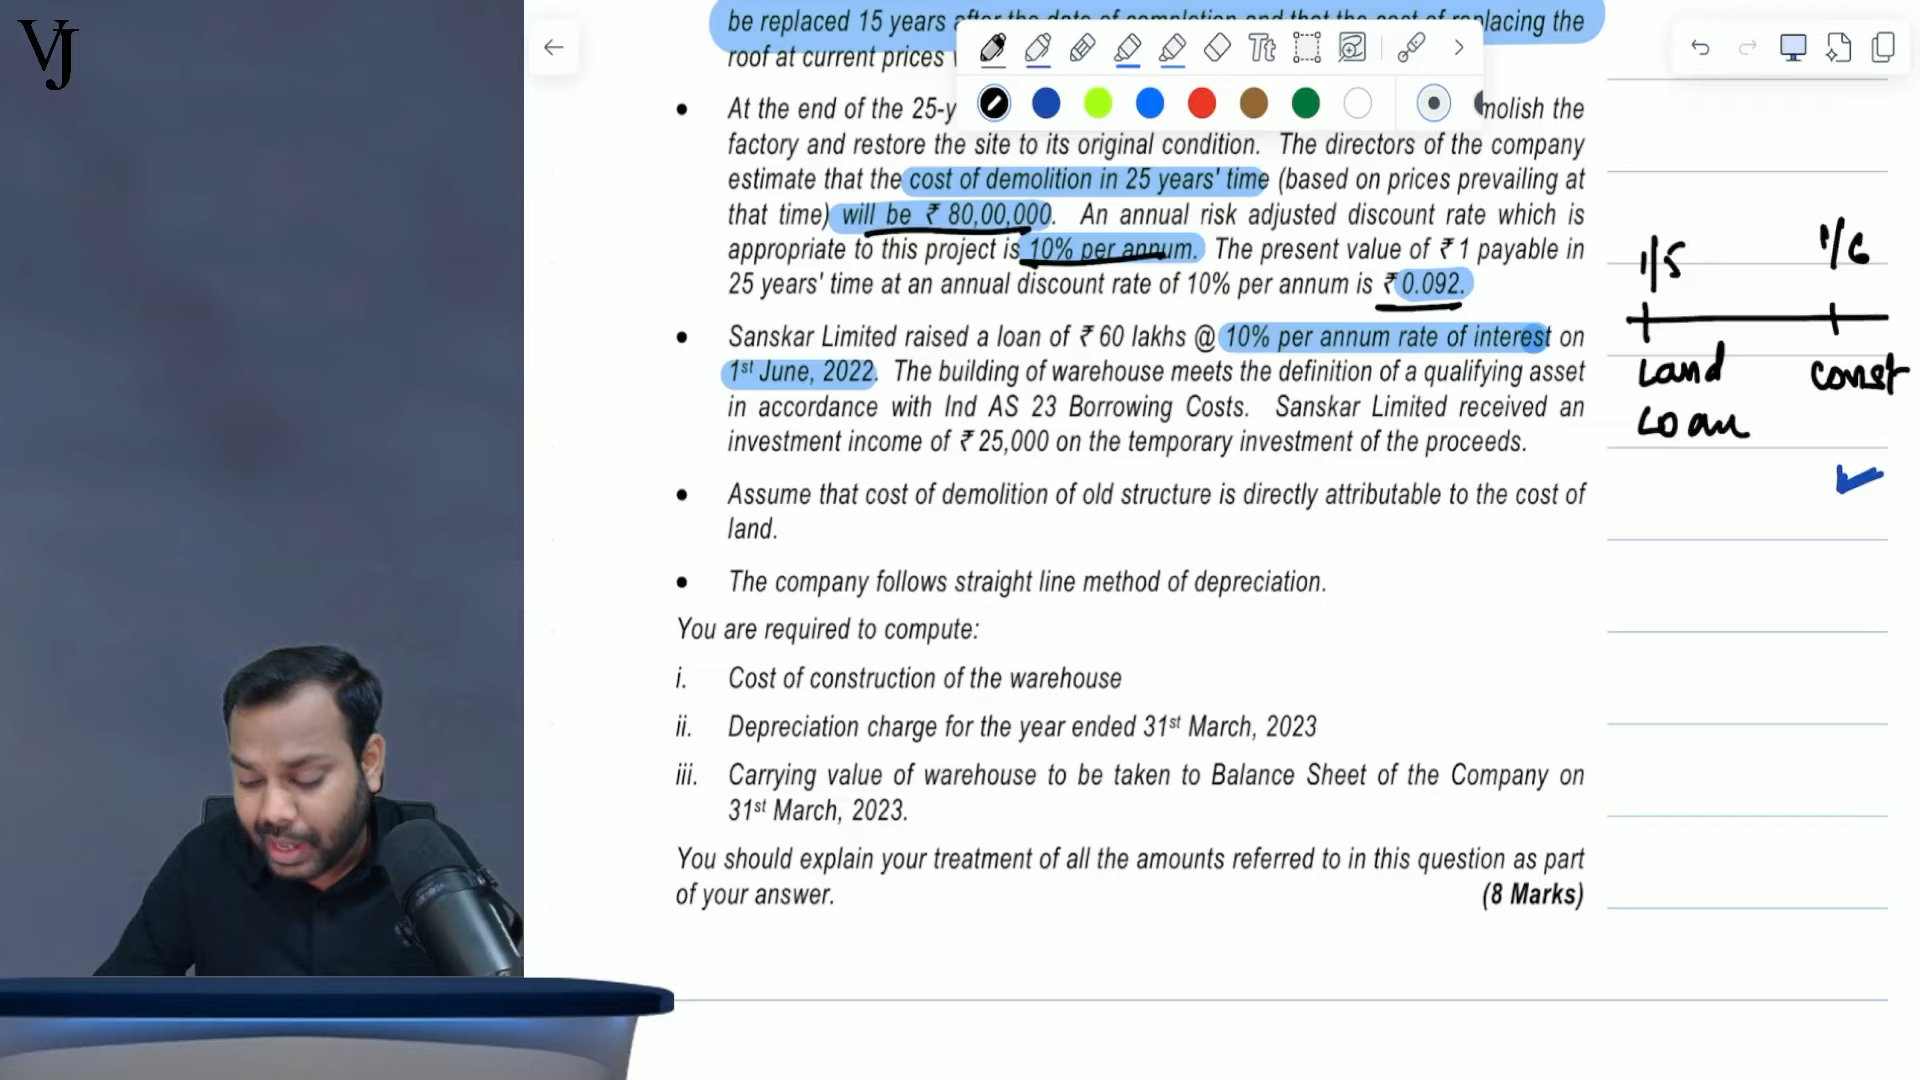 VJ
be replaced 15 years after the date of completion and that the cost of replacing the
roof at current prices
Tt
At the end of the 25-y molish the
factory and restore the site to its original condition. The directors of the company
estimate that the cost of demolition in 25 years' time (based on prices prevailing at
that time) will be ₹ 80,00,000. An annual risk adjusted discount rate which is
appropriate to this project is 10% per annum. The present value of ₹ 1 payable in
25 years' time at an annual discount rate of 10% per annum is ₹ 0.092.
Sanskar Limited raised a loan of ₹ 60 lakhs @ 10% per annum rate of interest on
1st June, 2022. The building of warehouse meets the definition of a qualifying asset
in accordance with Ind AS 23 Borrowing Costs. Sanskar Limited received an
investment income of ₹ 25,000 on the temporary investment of the proceeds.
Assume that cost of demolition of old structure is directly attributable to the cost of
land.
The company follows straight line method of depreciation.
You are required to compute:
i. Cost of construction of the warehouse
ii. Depreciation charge for the year ended 31st March, 2023
iii. Carrying value of warehouse to be taken to Balance Sheet of the Company on
31st March, 2023.
You should explain your treatment of all the amounts referred to in this question as part
of your answer. (8 Marks)
1/5 1/6
Land const
Loan